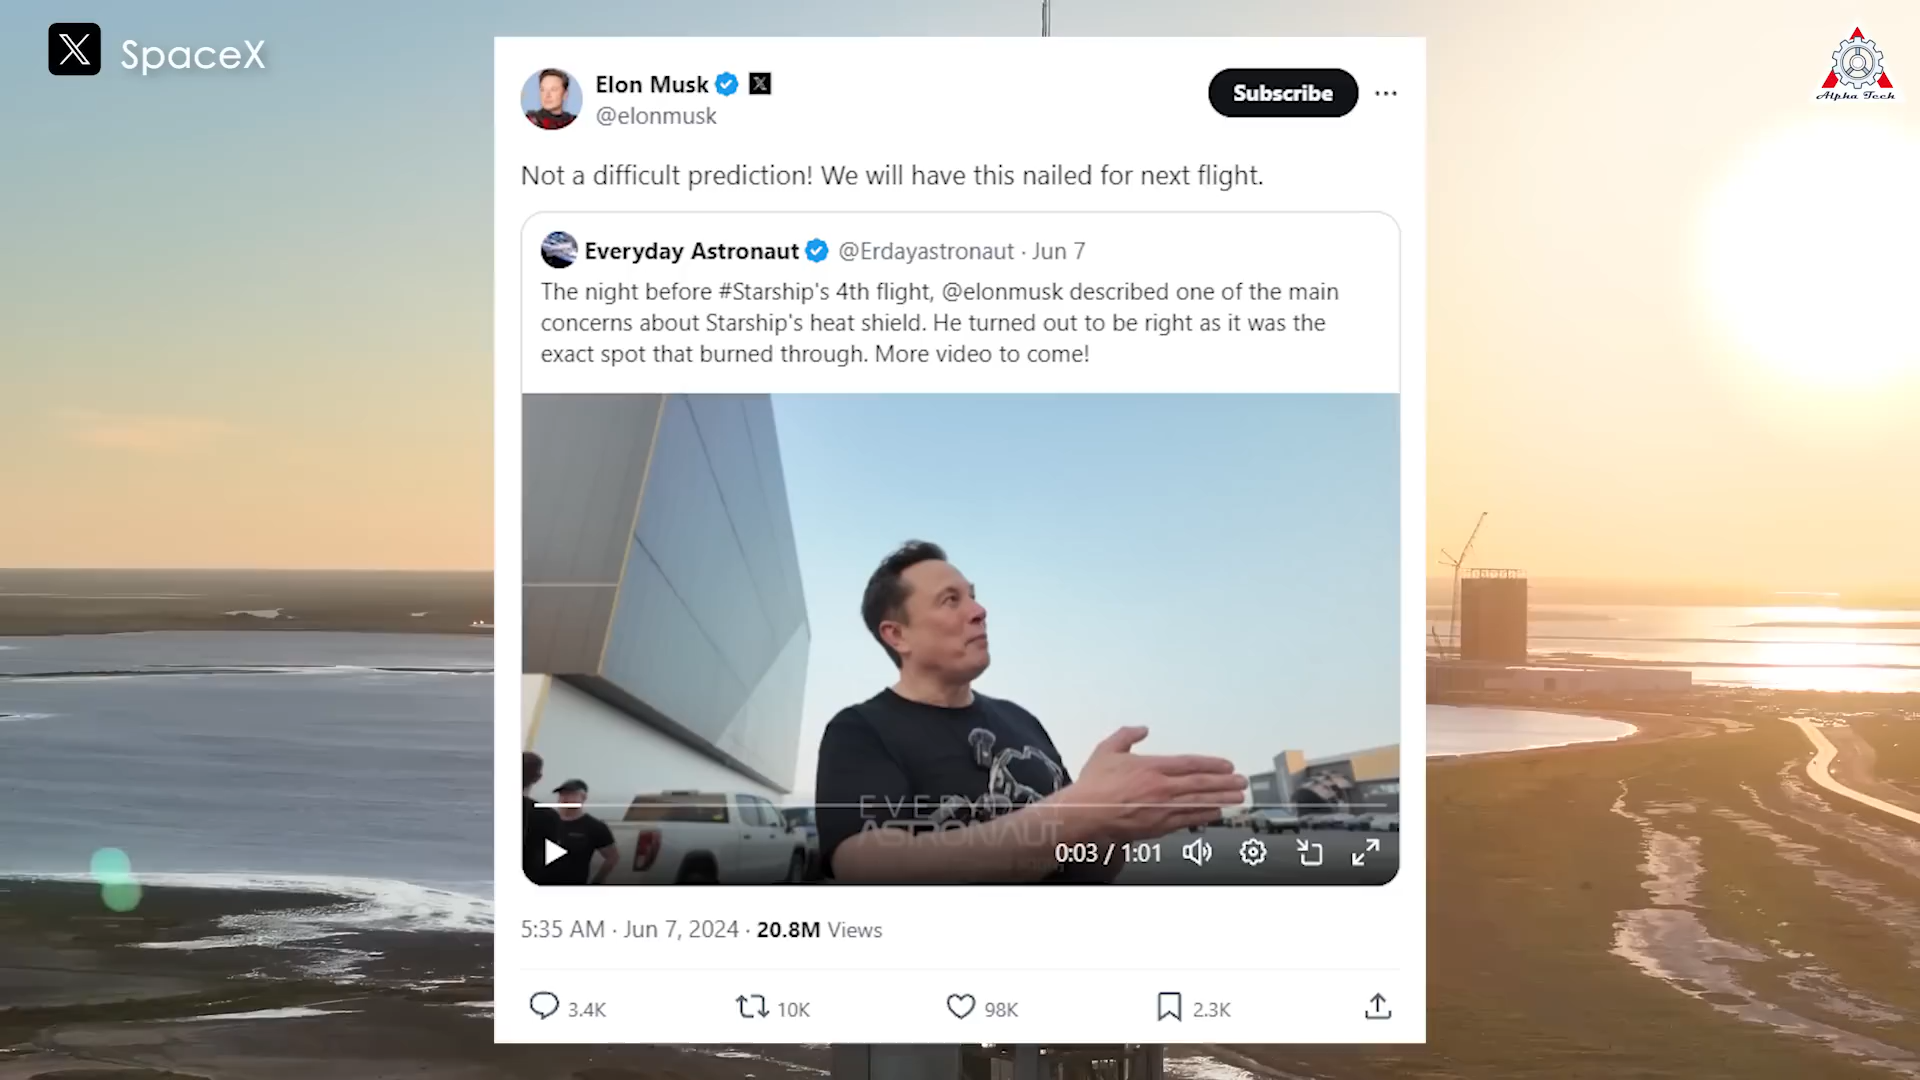 SpaceX
Alpha Tech
Elon Musk
@elonmusk
Subscribe
Not a difficult prediction! We will have this nailed for next flight.
Everyday Astronaut @Erdayastronaut · Jun 7
The night before #Starship's 4th flight, @elonmusk described one of the main
concerns about Starship's heat shield. He turned out to be right as it was the
exact spot that burned through. More video to come!
EVERYDAY
ASTRONAUT
0:03 / 1:01
5:35 AM · Jun 7, 2024 · 20.8M Views
3.4K 10K 98K 2.3K